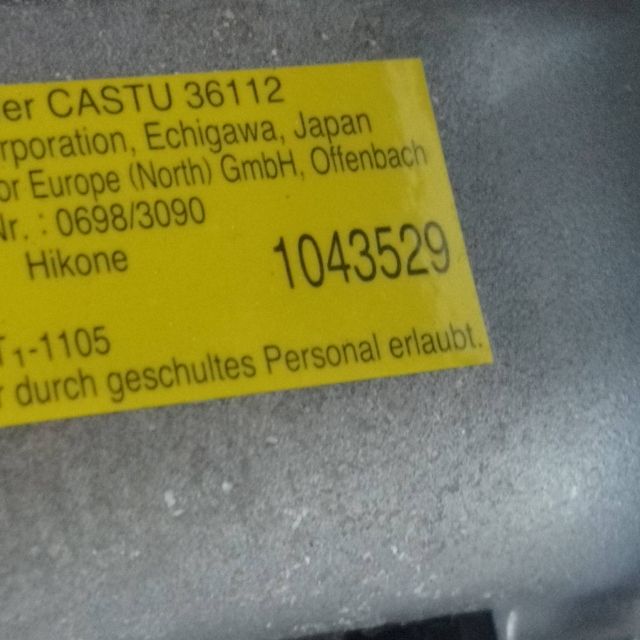 er CASTU 36112
rporation, Echigawa, Japan
or Europe (North) GmbH, Offenbach
Nr.: 0698/3090
Hikone
1043529
T1-1105
r durch geschultes Personal erlaubt.